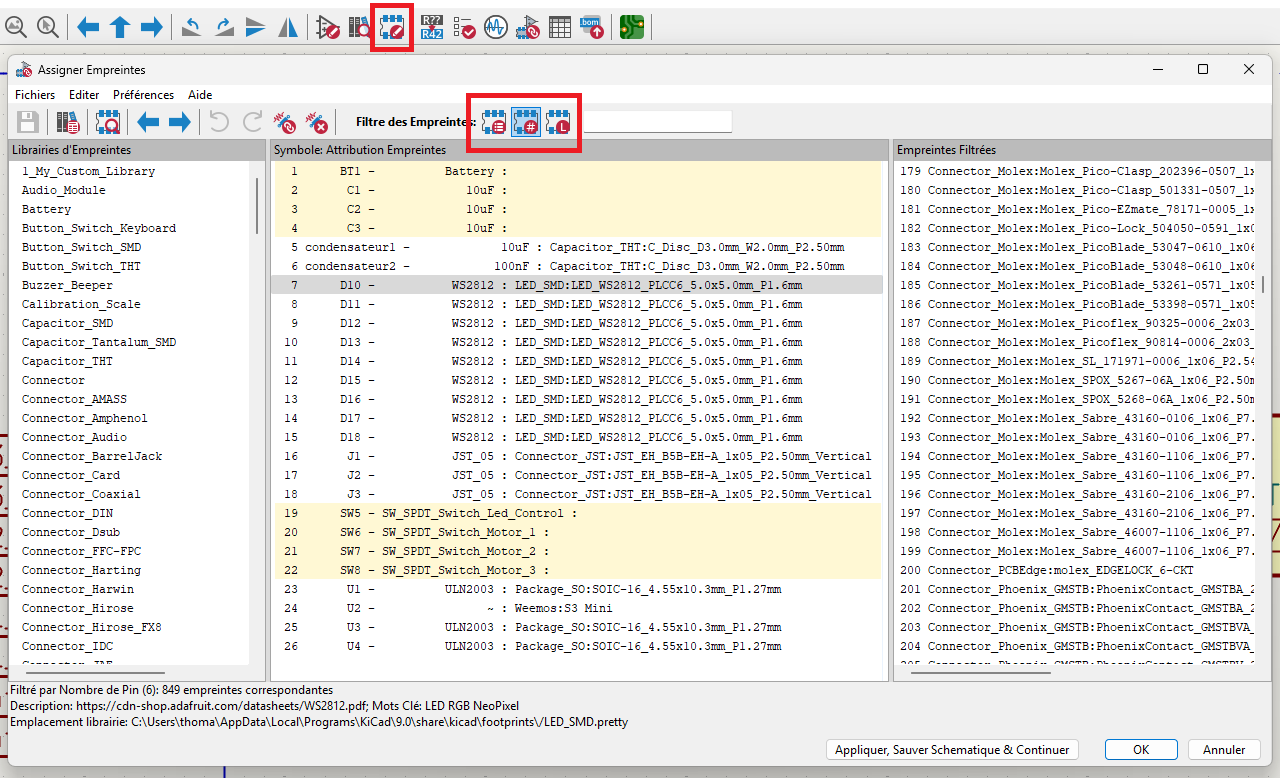 R??
R42
.bom
Assigner Empreintes
Fichiers Editer Préférences Aide
Filtre des Empreintes:
# L
Librairies d'Empreintes
1_My_Custom_Library
Audio_Module
Battery
Button_Switch_Keyboard
Button_Switch_SMD
Button_Switch_THT
Buzzer_Beeper
Calibration_Scale
Capacitor_SMD
Capacitor_Tantalum_SMD
Capacitor_THT
Connector
Connector_AMASS
Connector_Amphenol
Connector_Audio
Connector_BarrelJack
Connector_Card
Connector_Coaxial
Connector_DIN
Connector_Dsub
Connector_FFC-FPC
Connector_Harting
Connector_Harwin
Connector_Hirose
Connector_Hirose_FX8
Connector_IDC
Symbole: Attribution Empreintes
1 BT1 - Battery :
2 C1 - 10uF :
3 C2 - 10uF :
4 C3 - 10uF :
5 condensateur1 - 10uF : Capacitor_THT:C_Disc_D3.0mm_W2.0mm_P2.50mm
6 condensateur2 - 100nF : Capacitor_THT:C_Disc_D3.0mm_W2.0mm_P2.50mm
7 D10 - WS2812 : LED_SMD:LED_WS2812_PLCC6_5.0x5.0mm_P1.6mm
8 D11 - WS2812 : LED_SMD:LED_WS2812_PLCC6_5.0x5.0mm_P1.6mm
9 D12 - WS2812 : LED_SMD:LED_WS2812_PLCC6_5.0x5.0mm_P1.6mm
10 D13 - WS2812 : LED_SMD:LED_WS2812_PLCC6_5.0x5.0mm_P1.6mm
11 D14 - WS2812 : LED_SMD:LED_WS2812_PLCC6_5.0x5.0mm_P1.6mm
12 D15 - WS2812 : LED_SMD:LED_WS2812_PLCC6_5.0x5.0mm_P1.6mm
13 D16 - WS2812 : LED_SMD:LED_WS2812_PLCC6_5.0x5.0mm_P1.6mm
14 D17 - WS2812 : LED_SMD:LED_WS2812_PLCC6_5.0x5.0mm_P1.6mm
15 D18 - WS2812 : LED_SMD:LED_WS2812_PLCC6_5.0x5.0mm_P1.6mm
16 J1 - JST_05 : Connector_JST:JST_EH_B5B-EH-A_1x05_P2.50mm_Vertical
17 J2 - JST_05 : Connector_JST:JST_EH_B5B-EH-A_1x05_P2.50mm_Vertical
18 J3 - JST_05 : Connector_JST:JST_EH_B5B-EH-A_1x05_P2.50mm_Vertical
19 SW5 - SW_SPDT_Switch_Led_Control :
20 SW6 - SW_SPDT_Switch_Motor_1 :
21 SW7 - SW_SPDT_Switch_Motor_2 :
22 SW8 - SW_SPDT_Switch_Motor_3 :
23 U1 - ULN2003 : Package_SO:SOIC-16_4.55x10.3mm_P1.27mm
24 U2 - ~ : Weemos:S3 Mini
25 U3 - ULN2003 : Package_SO:SOIC-16_4.55x10.3mm_P1.27mm
26 U4 - ULN2003 : Package_SO:SOIC-16_4.55x10.3mm_P1.27mm
Empreintes Filtrées
179 Connector_Molex:Molex_Pico-Clasp_202396-0507_1x
180 Connector_Molex:Molex_Pico-Clasp_501331-0507_1x
181 Connector_Molex:Molex_Pico-EZmate_78171-0005_1x
182 Connector_Molex:Molex_Pico-Lock_504050-0591_1x0
183 Connector_Molex:Molex_PicoBlade_53047-0610_1x06
184 Connector_Molex:Molex_PicoBlade_53048-0610_1x06
185 Connector_Molex:Molex_PicoBlade_53261-0571_1x05
186 Connector_Molex:Molex_PicoBlade_53398-0571_1x05
187 Connector_Molex:Molex_Picoflex_90325-0006_2x03_
188 Connector_Molex:Molex_Picoflex_90814-0006_2x03_
189 Connector_Molex:Molex_SL_171971-0006_1x06_P2.54
190 Connector_Molex:Molex_SPOX_5267-06A_1x06_P2.50m
191 Connector_Molex:Molex_SPOX_5268-06A_1x06_P2.50m
192 Connector_Molex:Molex_Sabre_43160-0106_1x06_P7.
193 Connector_Molex:Molex_Sabre_43160-0106_1x06_P7.
194 Connector_Molex:Molex_Sabre_43160-1106_1x06_P7.
195 Connector_Molex:Molex_Sabre_43160-1106_1x06_P7.
196 Connector_Molex:Molex_Sabre_43160-2106_1x06_P7.
197 Connector_Molex:Molex_Sabre_43160-2106_1x06_P7.
198 Connector_Molex:Molex_Sabre_46007-1106_1x06_P7.
199 Connector_Molex:Molex_Sabre_46007-1106_1x06_P7.
200 Connector_PCBEdge:molex_EDGELOCK_6-CKT
201 Connector_Phoenix_GMSTB:PhoenixContact_GMSTBA_2
202 Connector_Phoenix_GMSTB:PhoenixContact_GMSTBA_2
203 Connector_Phoenix_GMSTB:PhoenixContact_GMSTBVA_
204 Connector_Phoenix_GMSTB:PhoenixContact_GMSTBVA_
Filtré par Nombre de Pin (6): 849 empreintes correspondantes
Description: https://cdn-shop.adafruit.com/datasheets/WS2812.pdf; Mots Clé: LED RGB NeoPixel
Emplacement librairie: C:\Users\thoma\AppData\Local\Programs\KiCad\9.0\share\kicad\footprints\/LED_SMD.pretty
Appliquer, Sauver Schematique & Continuer
OK
Annuler